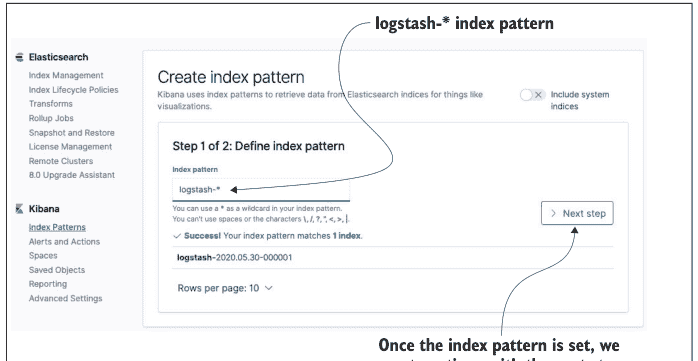 logstash-* index pattern
Elasticsearch
Index Management
Index Lifecycle Policies
Transforms
Rollup Jobs
Snapshot and Restore
License Management
Remote Clusters
8.0 Upgrade Assistant
Kibana
Index Patterns
Alerts and Actions
Spaces
Saved Objects
Reporting
Advanced Settings
Create index pattern
Kibana uses index patterns to retrieve data from Elasticsearch indices for things like
visualizations.
Include system
indices
Step 1 of 2: Define index pattern
Index pattern
logstash-*
You can use a * as a wildcard in your index pattern.
You can't use spaces or the characters \, /, ?, ", <, >, |.
Success! Your index pattern matches 1 index.
Next step
logstash-2020.05.30-000001
Rows per page: 10
Once the index pattern is set, we